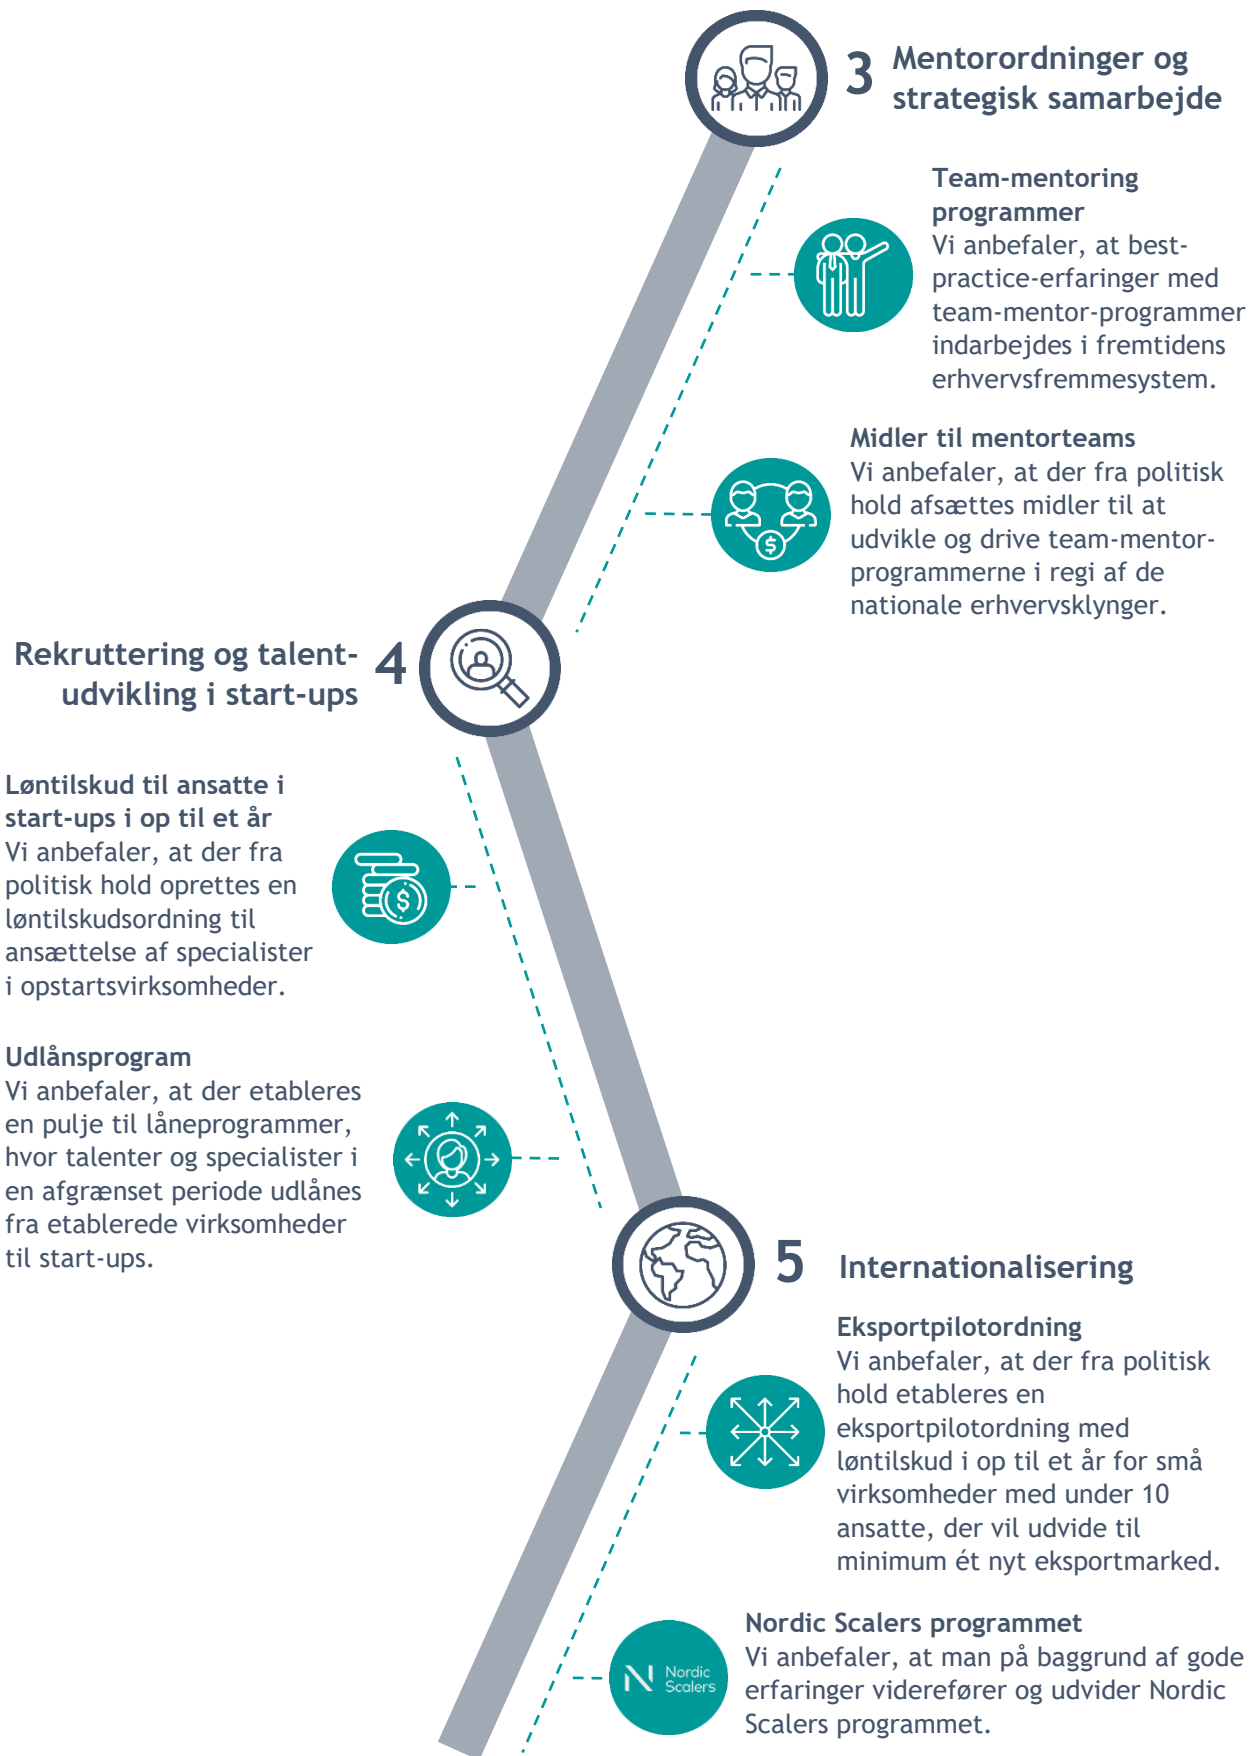 3 Mentorordninger og
strategisk samarbejde
Team-mentoring
programmer
Vi anbefaler, at best-
practice-erfaringer med
team-mentor-programmer
indarbejdes i fremtidens
erhvervsfremmesystem.
Midler til mentorteams
Vi anbefaler, at der fra politisk
hold afsættes midler til at
udvikle og drive team-mentor-
programmerne i regi af de
nationale erhvervsklynger.
Rekruttering og talent- 4
udvikling i start-ups
Løntilskud til ansatte i
start-ups i op til et år
Vi anbefaler, at der fra
politisk hold oprettes en
løntilskudsordning til
ansættelse af specialister
i opstartsvirksomheder.
$
Udlånsprogram
Vi anbefaler, at der etableres
en pulje til låneprogrammer,
hvor talenter og specialister i
en afgrænset periode udlånes
fra etablerede virksomheder
til start-ups.
5 Internationalisering
Eksportpilotordning
Vi anbefaler, at der fra politisk
hold etableres en
eksportpilotordning med
løntilskud i op til et år for små
virksomheder med under 10
ansatte, der vil udvide til
minimum ét nyt eksportmarked.
Nordic Scalers programmet
Vi anbefaler, at man på baggrund af gode
erfaringer viderefører og udvider Nordic
Scalers programmet.
N Nordic
Scalers